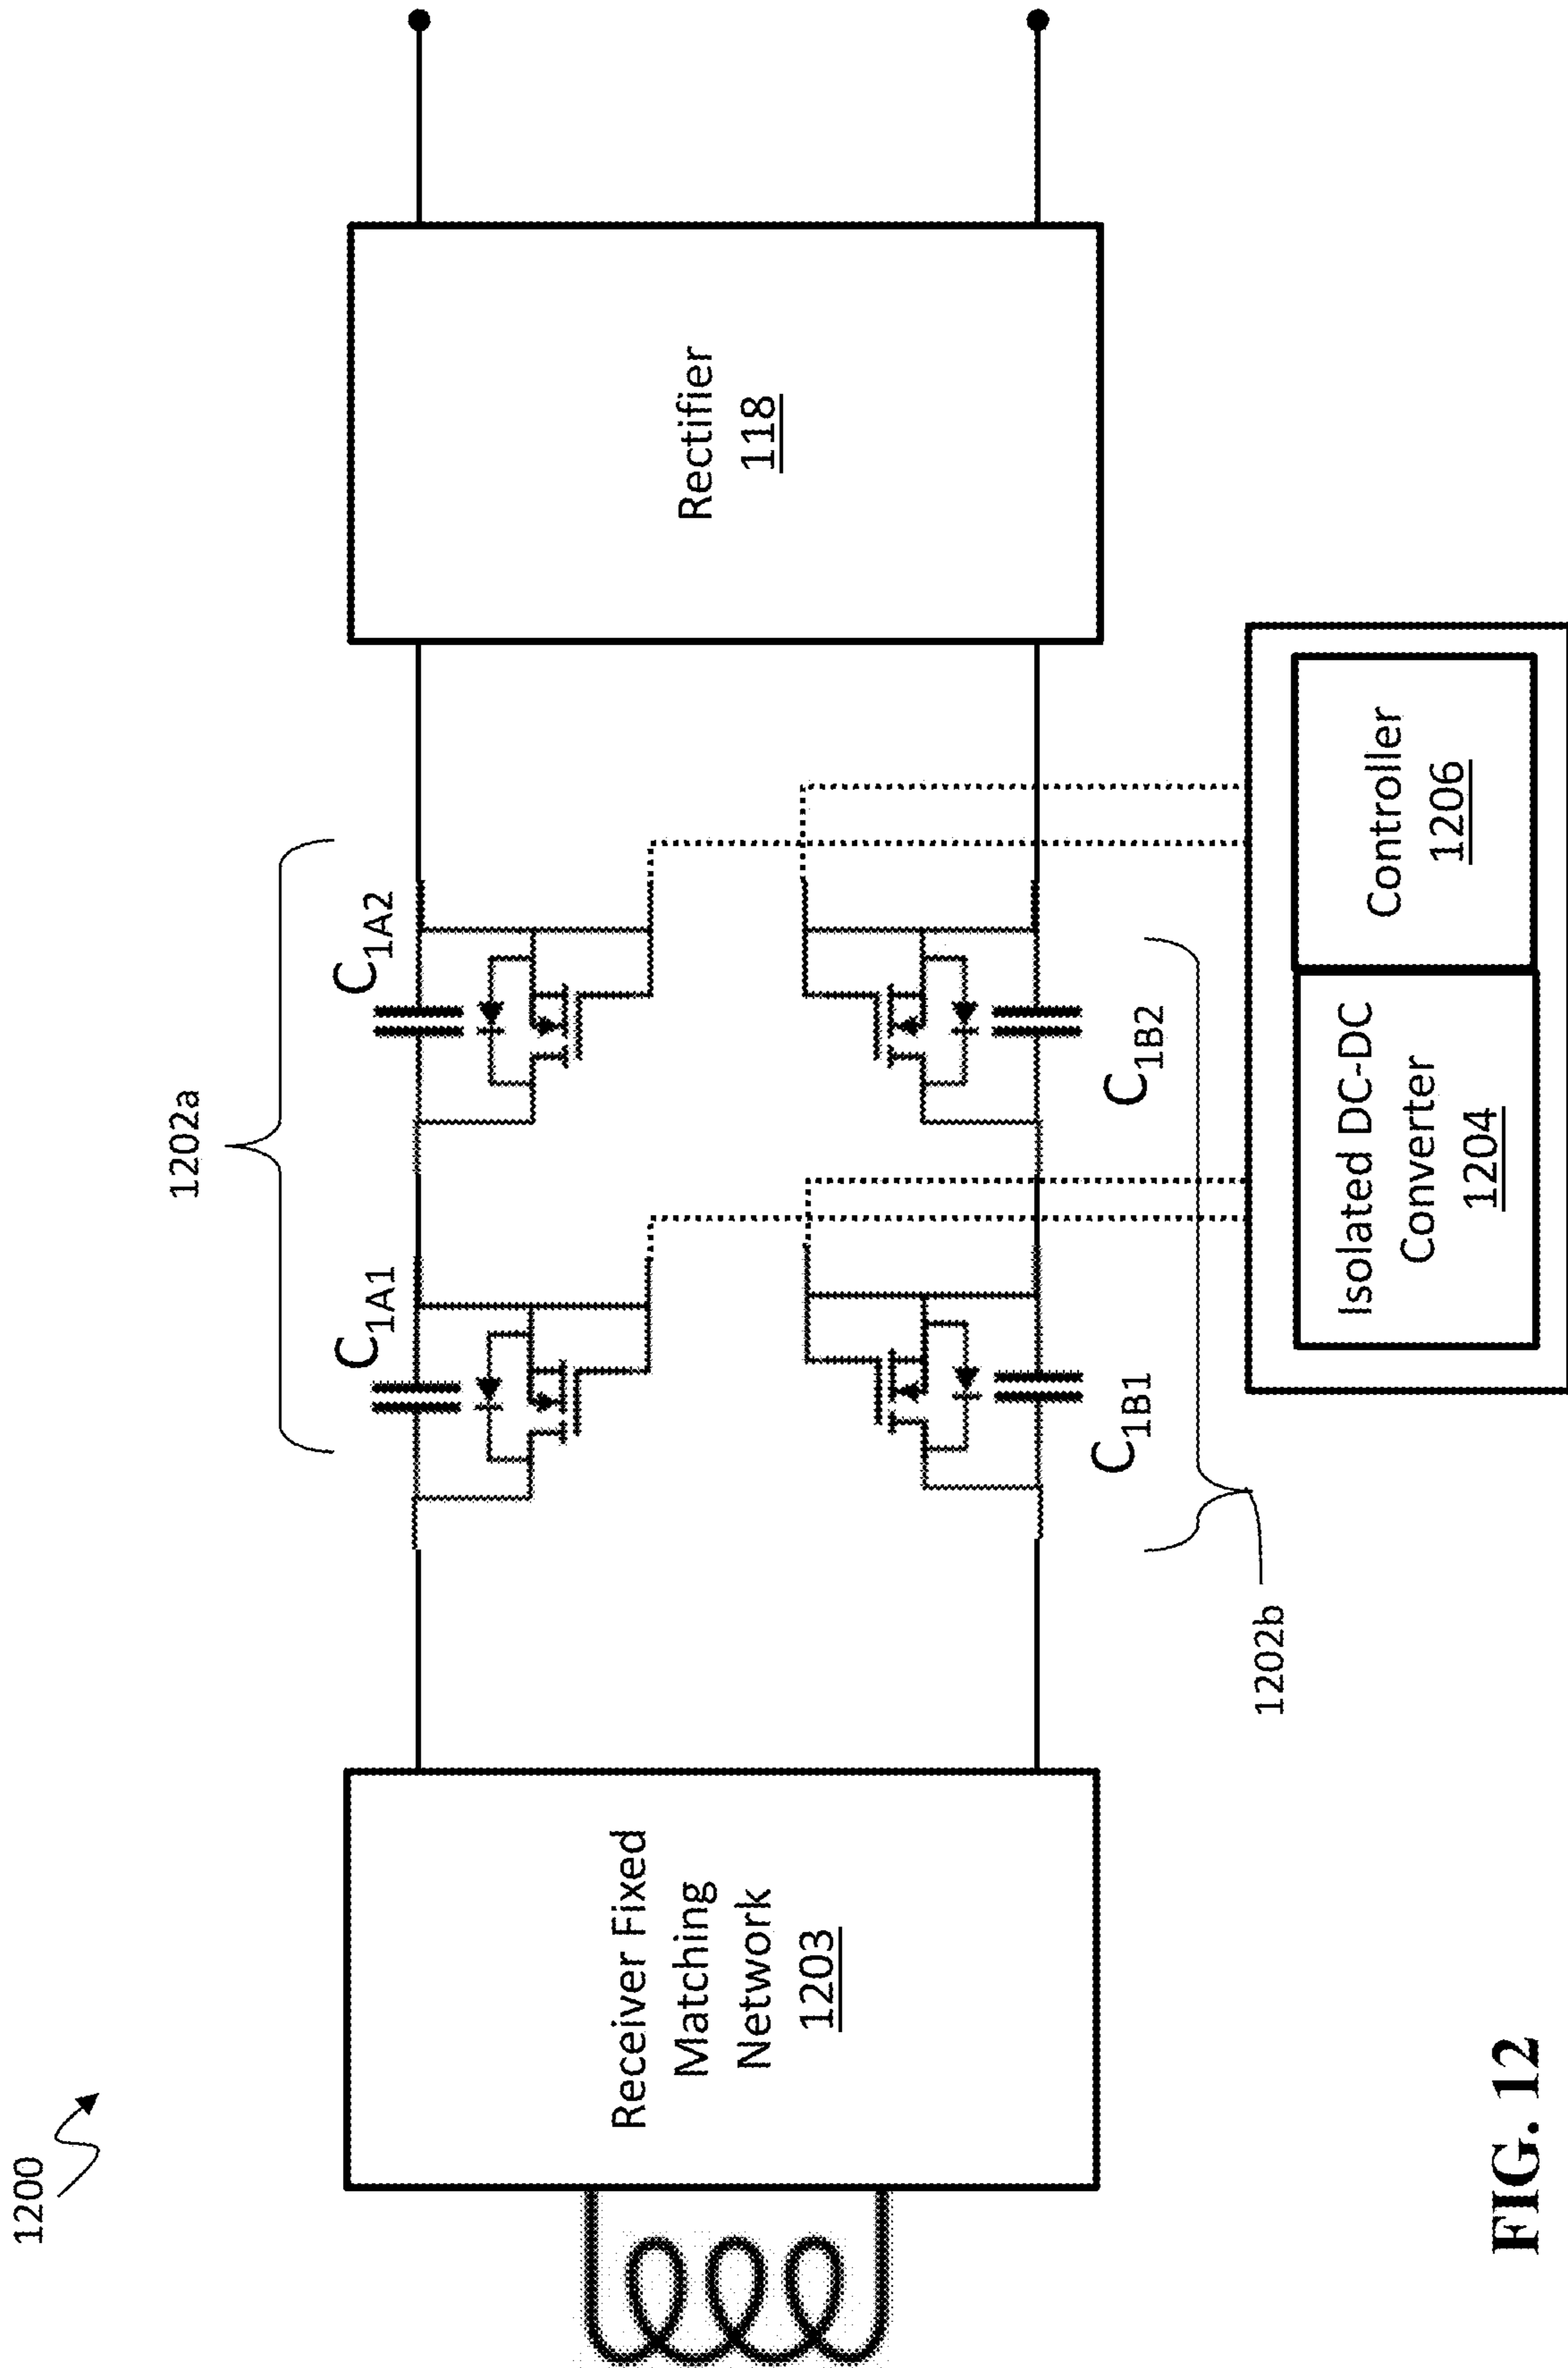 1200
1202a
C1A1
C1A2
Receiver Fixed
Matching
Network
1203
Rectifier
118
C1B1
C1B2
1202b
Isolated DC-DC
Converter
1204
Controller
1206
FIG. 12